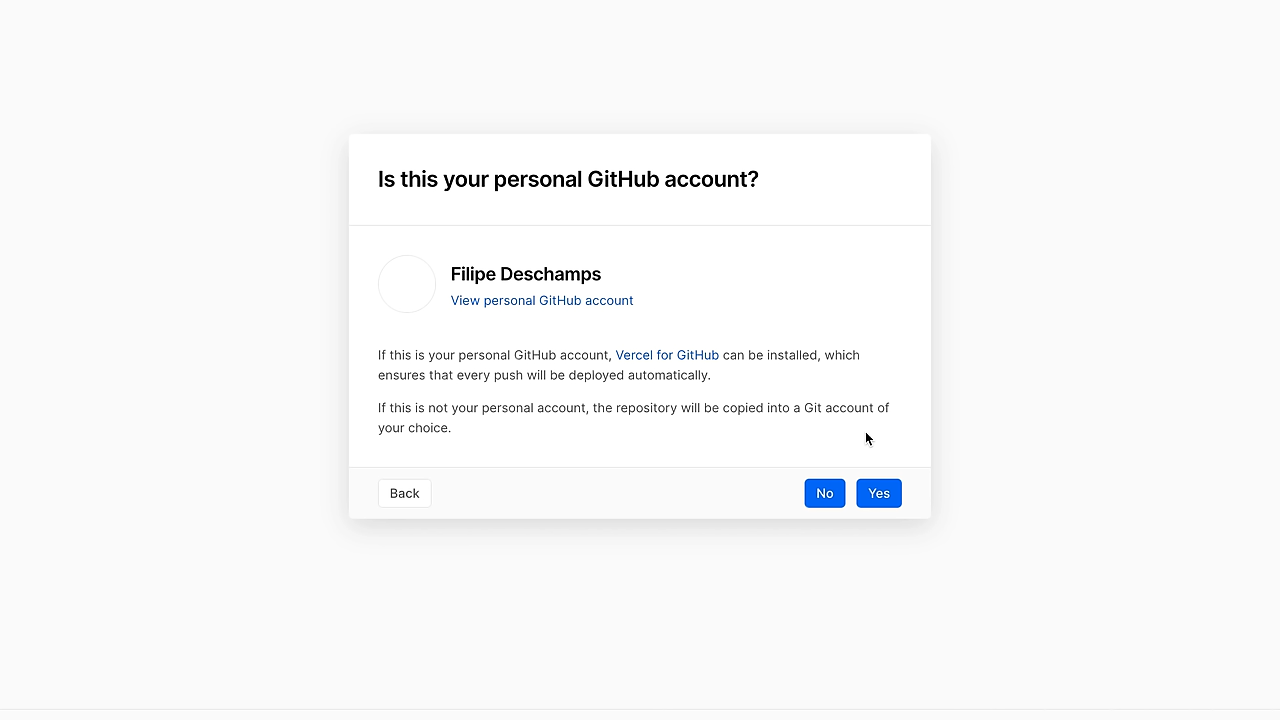 Is this your personal GitHub account?
Filipe Deschamps
View personal GitHub account
If this is your personal GitHub account, Vercel for GitHub can be installed, which
ensures that every push will be deployed automatically.
If this is not your personal account, the repository will be copied into a Git account of
your choice.
Back No Yes